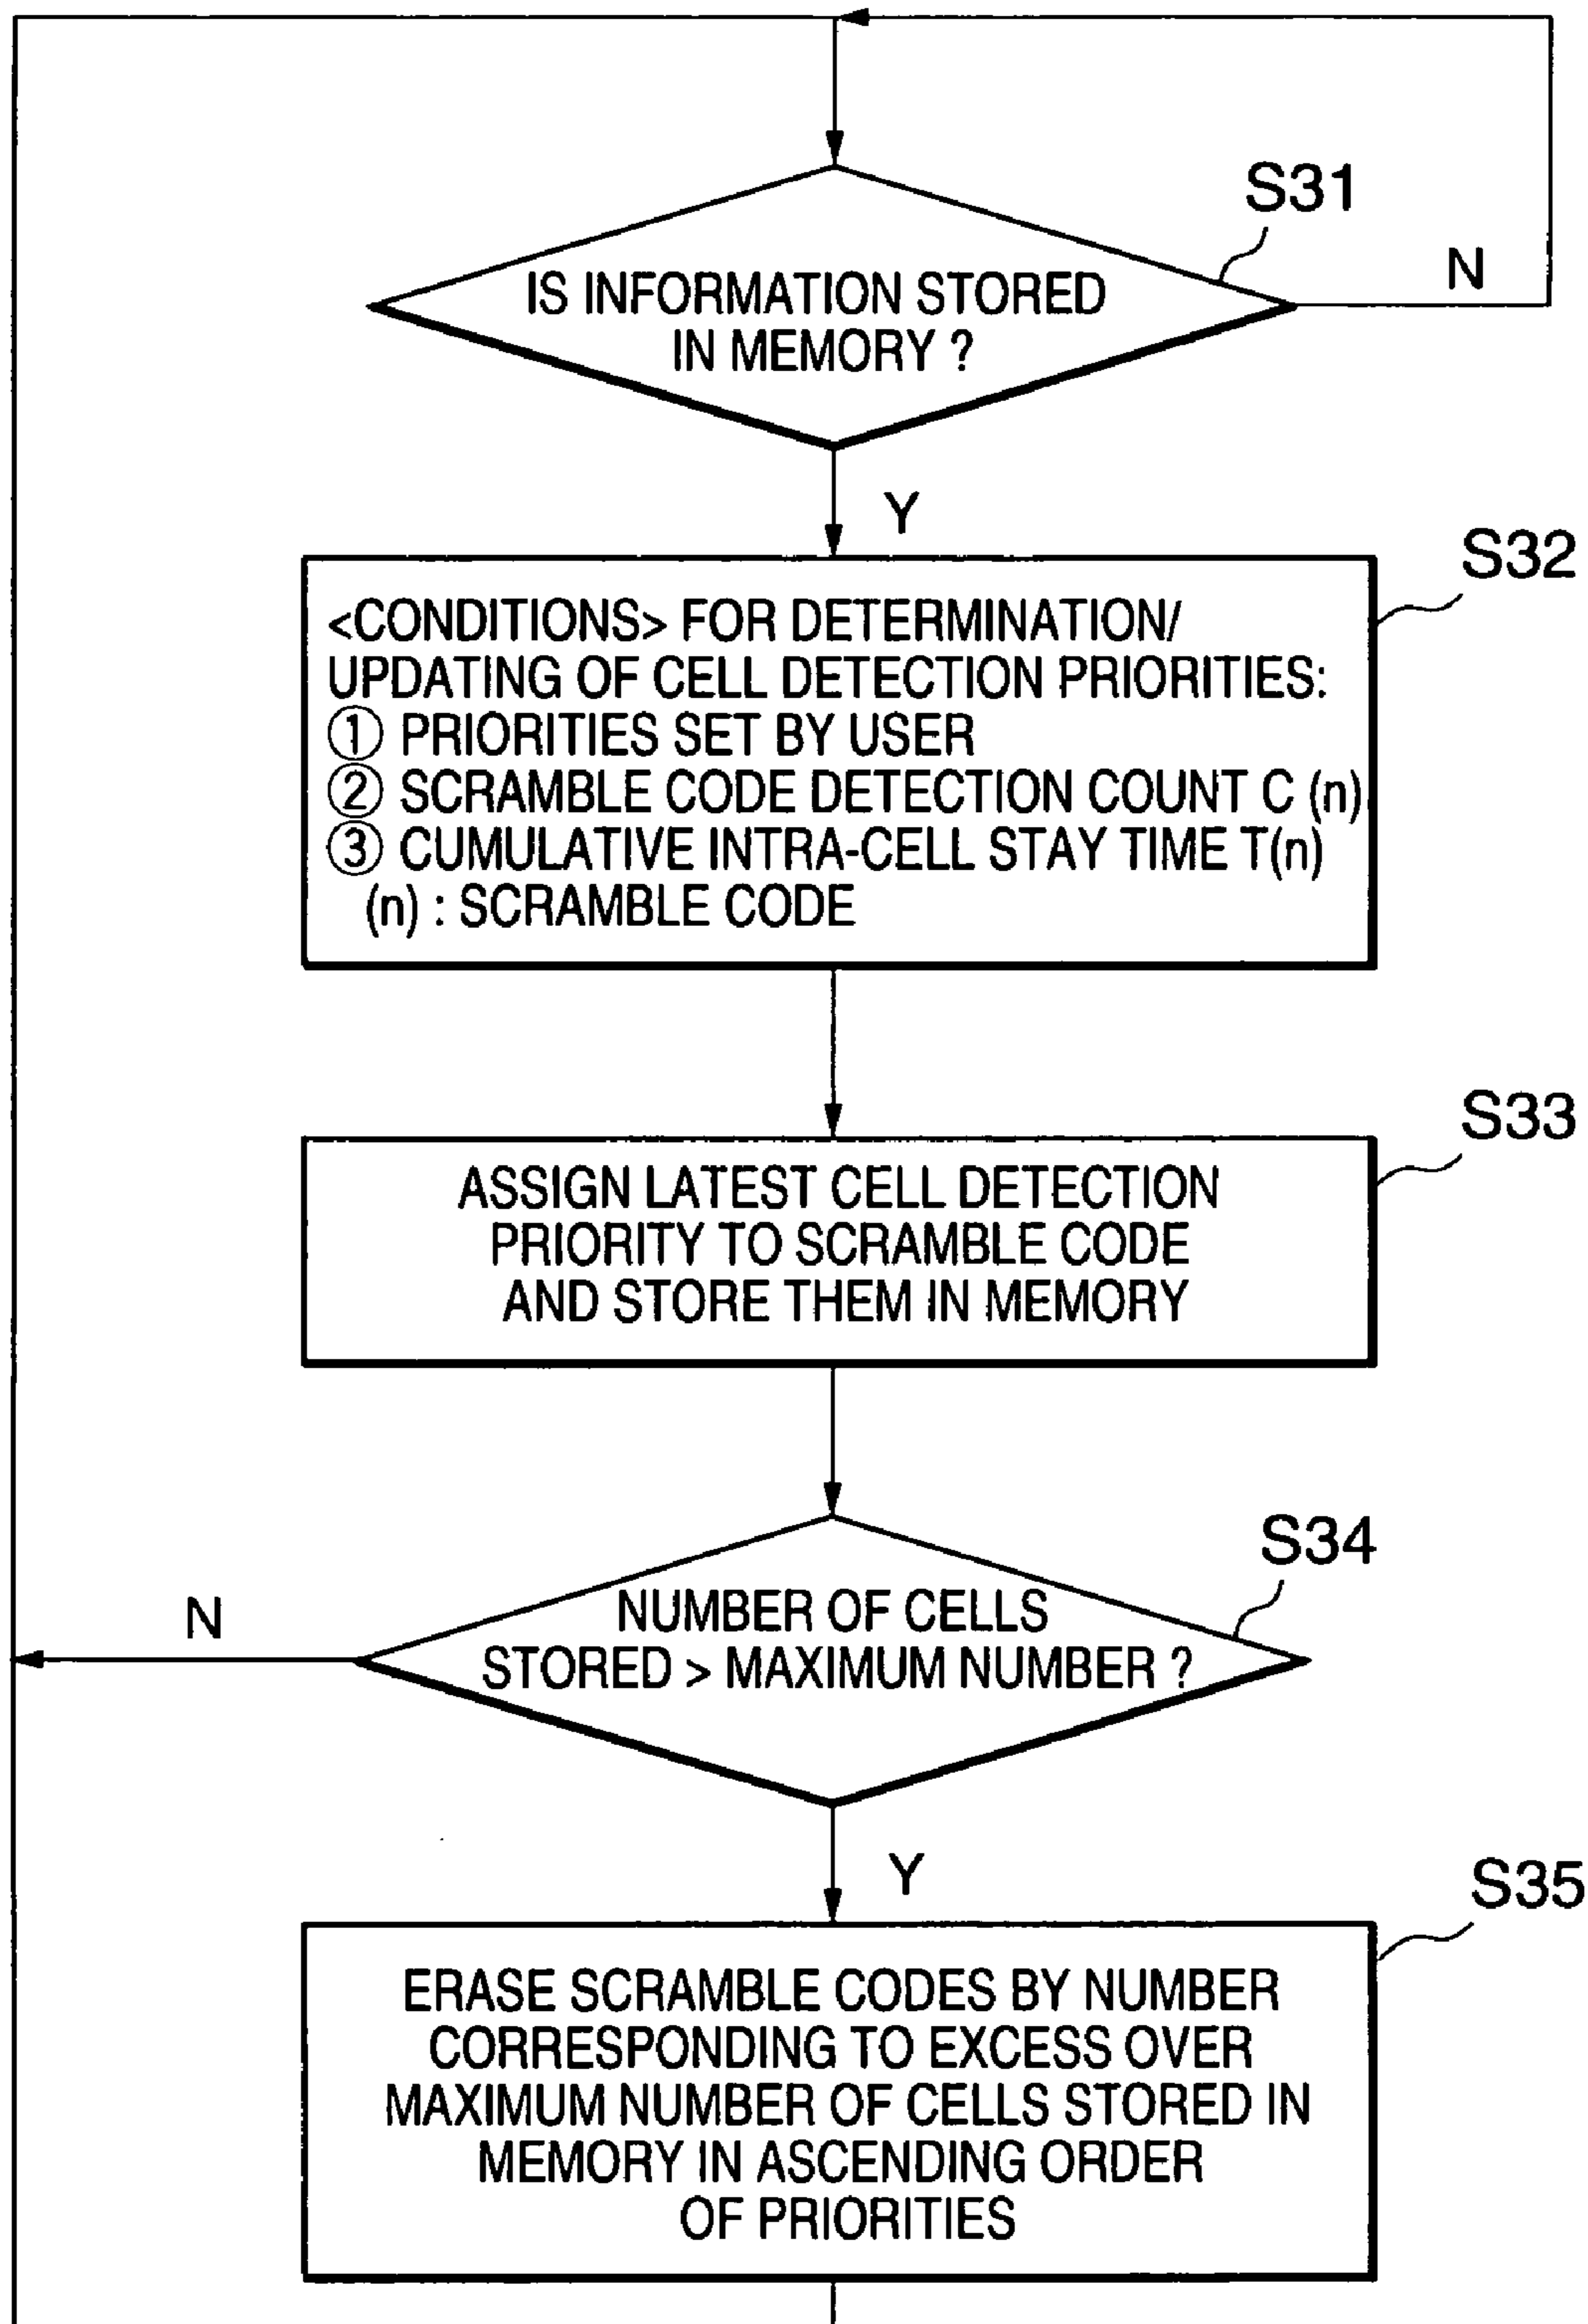 S31
IS INFORMATION STORED
IN MEMORY ?
N
Y
S32
<CONDITIONS> FOR DETERMINATION/
UPDATING OF CELL DETECTION PRIORITIES:
① PRIORITIES SET BY USER
② SCRAMBLE CODE DETECTION COUNT C (n)
③ CUMULATIVE INTRA-CELL STAY TIME T(n)
(n) : SCRAMBLE CODE
S33
ASSIGN LATEST CELL DETECTION
PRIORITY TO SCRAMBLE CODE
AND STORE THEM IN MEMORY
S34
N
NUMBER OF CELLS
STORED > MAXIMUM NUMBER ?
Y
S35
ERASE SCRAMBLE CODES BY NUMBER
CORRESPONDING TO EXCESS OVER
MAXIMUM NUMBER OF CELLS STORED IN
MEMORY IN ASCENDING ORDER
OF PRIORITIES